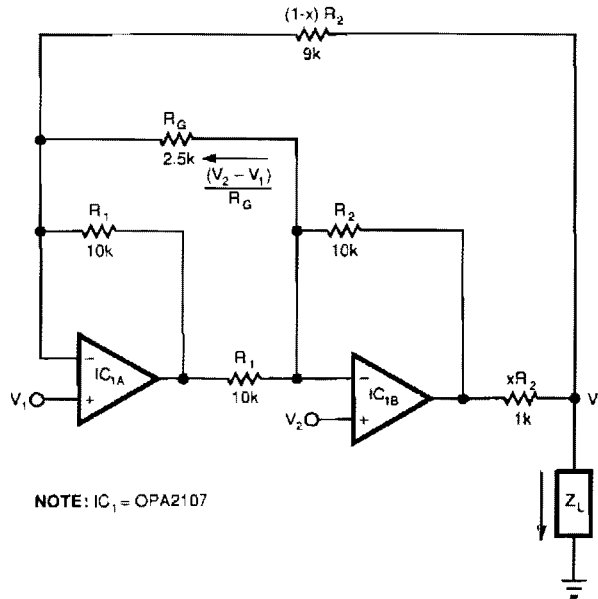 (1-x) R2
9k
RG
2.5k
(V2 – V1)
RG
R1
10k
R2
10k
IC1A
V1
R1
10k
IC1B
V2
xR2
1k
V
ZL
NOTE: IC1 = OPA2107